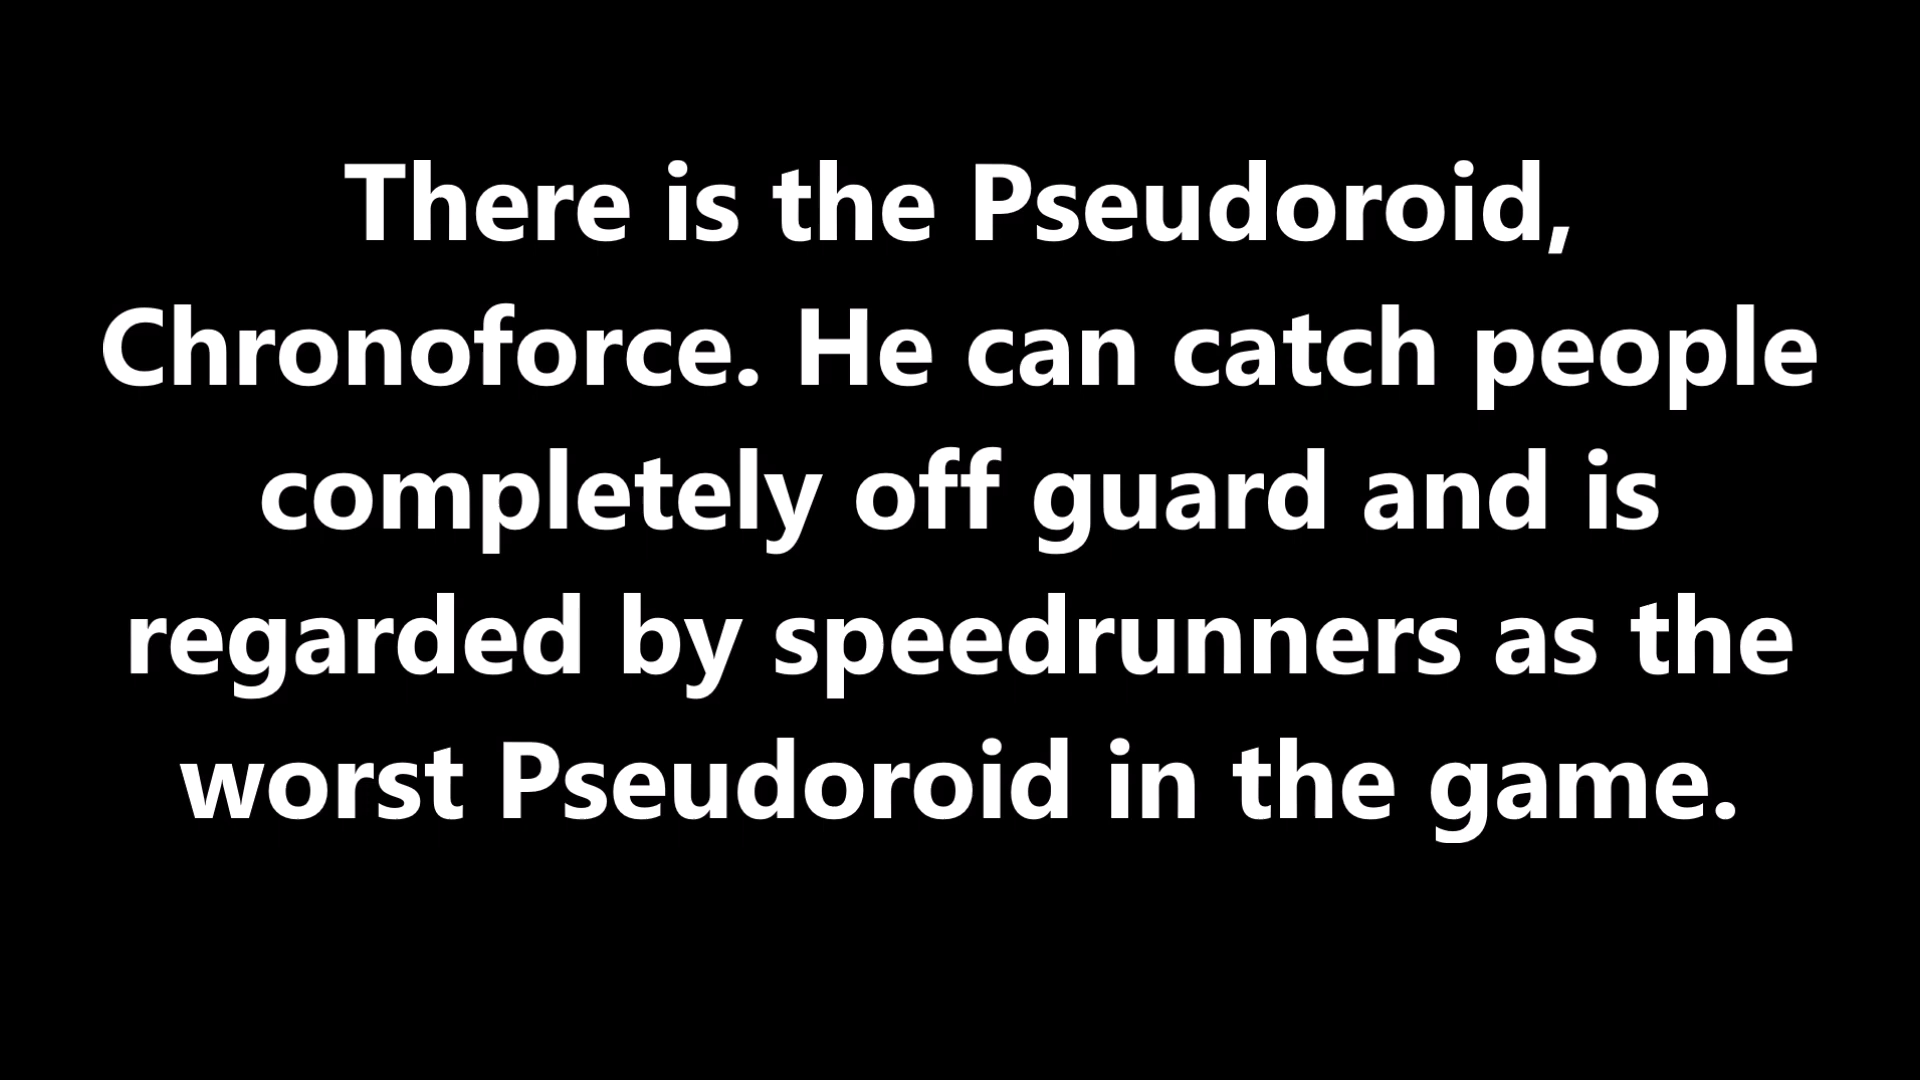 There is the Pseudoroid,
Chronoforce. He can catch people
completely off guard and is
regarded by speedrunners as the
worst Pseudoroid in the game.